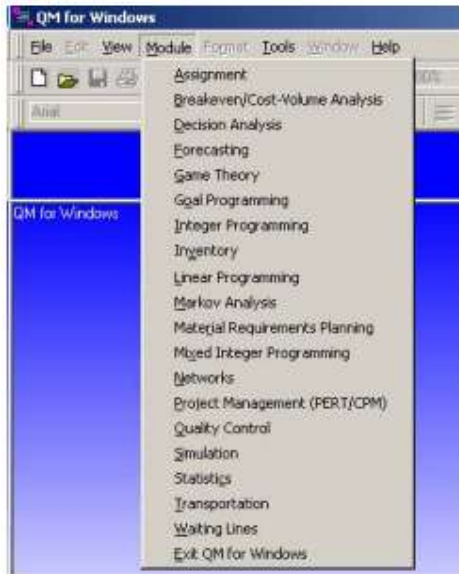 QM for Windows
File Edit View Module Format Tools Window Help
100%
Arial
Assignment
Breakeven/Cost-Volume Analysis
Decision Analysis
Forecasting
Game Theory
Goal Programming
Integer Programming
Inventory
Linear Programming
Markov Analysis
Material Requirements Planning
Mixed Integer Programming
Networks
Project Management (PERT/CPM)
Quality Control
Simulation
Statistics
Transportation
Waiting Lines
Exit QM for Windows
QM for Windows